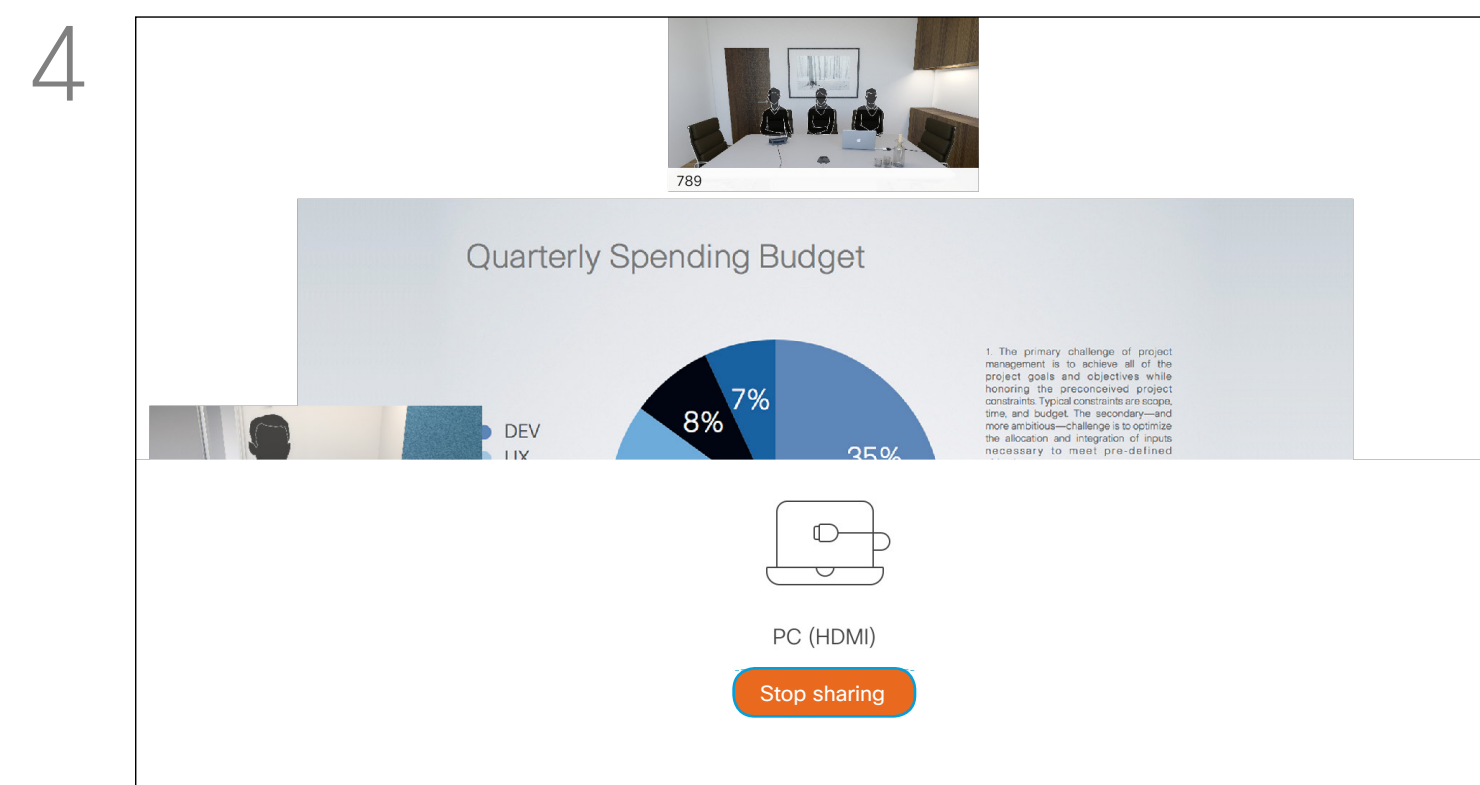 4
789
Quarterly Spending Budget
7%
8%
35%
DEV
UX
1. The primary challenge of project
management is to achieve all of the
project goals and objectives while
honoring the preconceived project
constraints. Typical constraints are scope,
time, and budget. The secondary—and
more ambitious—challenge is to optimize
the allocation and integration of inputs
necessary to meet pre-defined
PC (HDMI)
Stop sharing